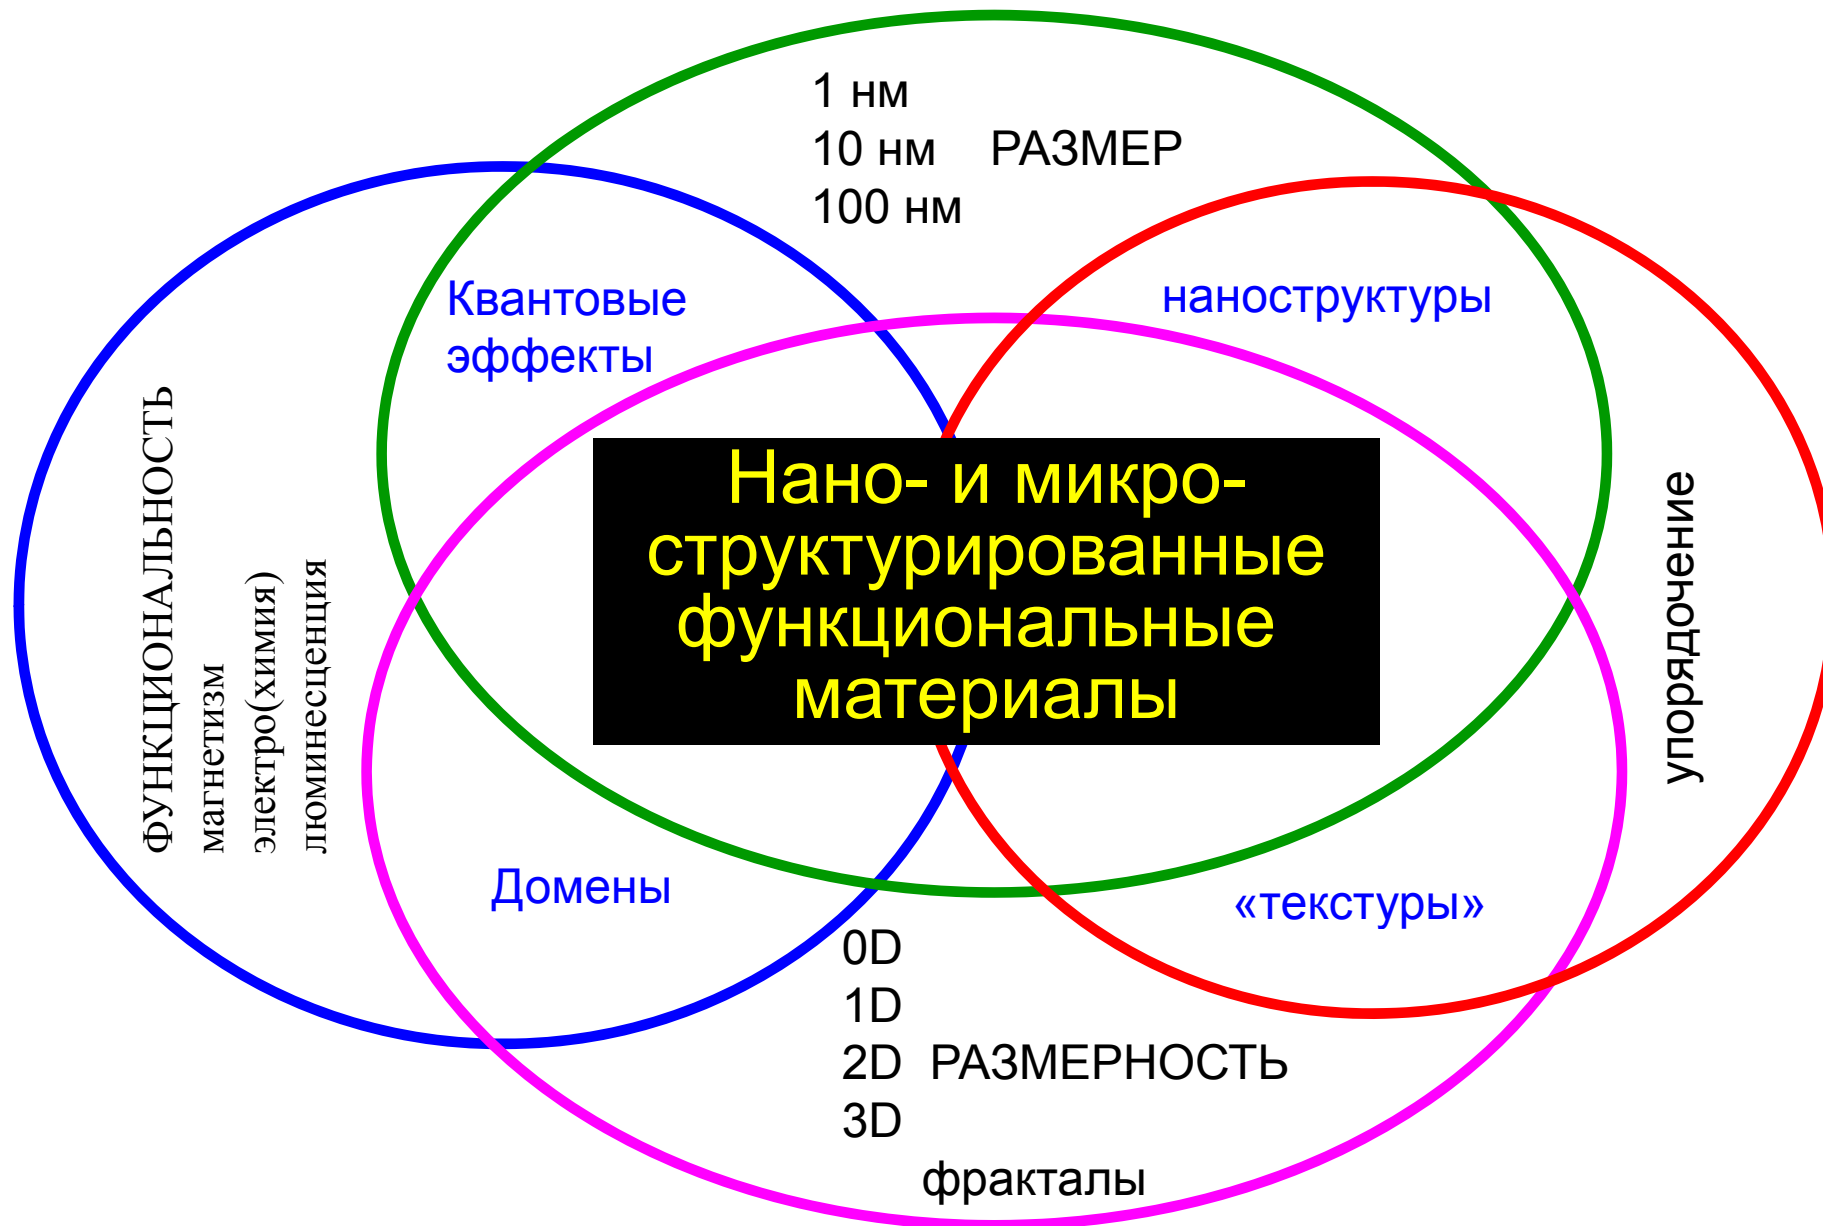 1 нм
10 нм РАЗМЕР
100 нм
Квантовые
эффекты
наноструктуры
ФУНКЦИОНАЛЬНОСТЬ
магнетизм
электро(химия)
люминесценция
Нано- и микро-
структурированные
функциональные
материалы
упорядочение
Домены
«текстуры»
0D
1D
2D РАЗМЕРНОСТЬ
3D
фракталы